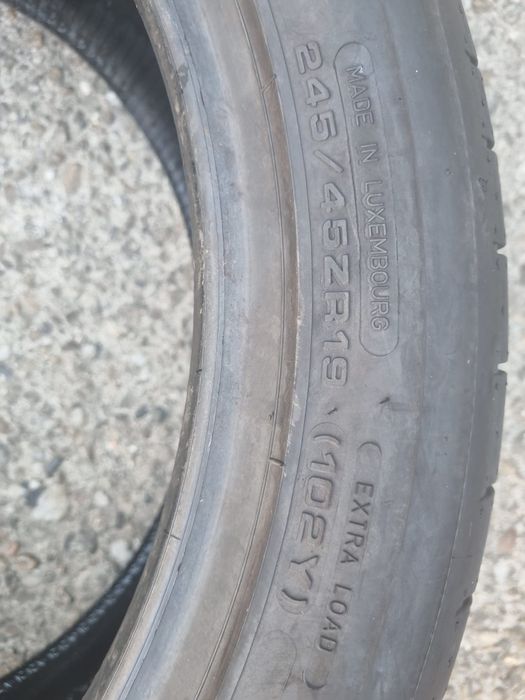 MADE IN LUXEMBOURG
245/45ZR19 (102Y)
( EXTRA LOAD )